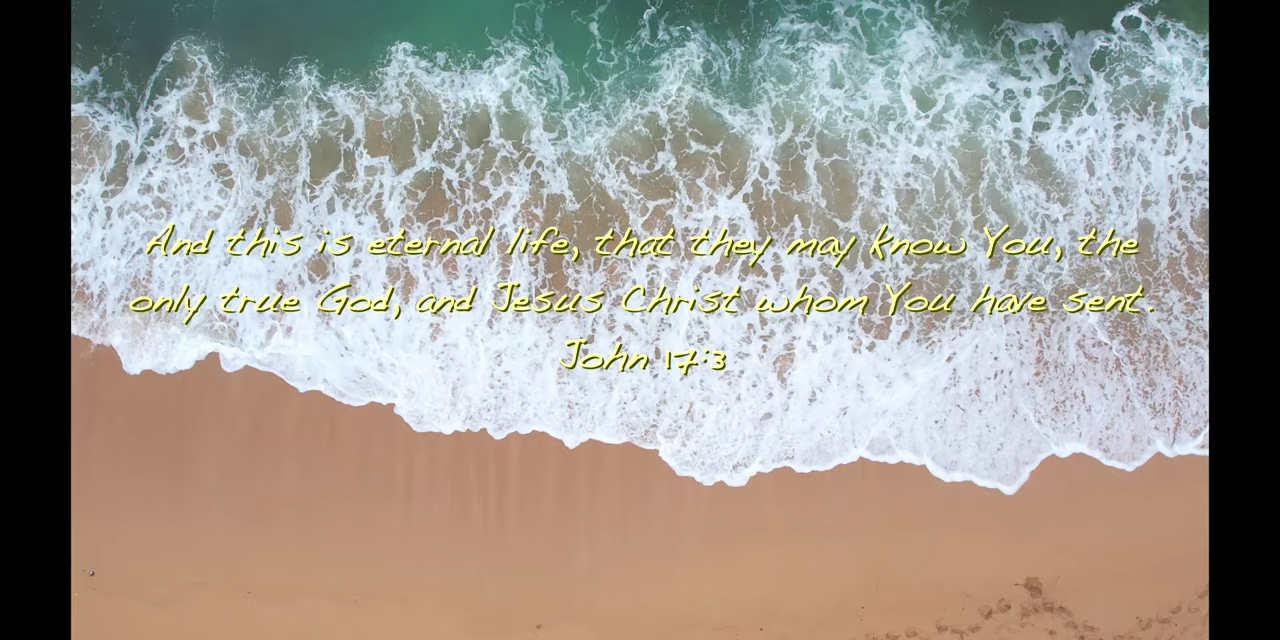 And this is eternal life, that they may know You, the
only true God, and Jesus Christ whom You have sent.
John 17:3